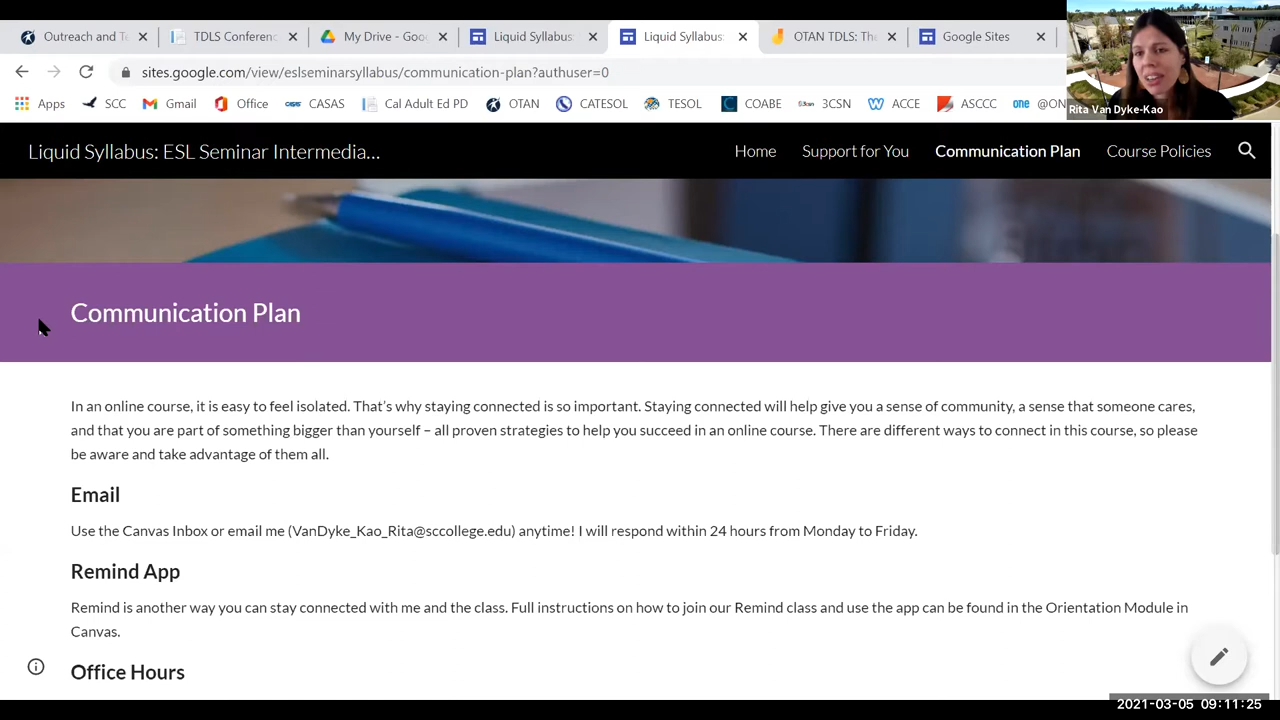 Outreach and Te
TDLS Conferenc
My Drive - Goo
Liquid Syllabus:
Liquid Syllabus:
OTAN TDLS: The
Google Sites
sites.google.com/view/eslseminarsyllabus/communication-plan?authuser=0
Apps
SCC
Gmail
Office
CASAS
Cal Adult Ed PD
OTAN
CATESOL
TESOL
COABE
3CSN
ACCE
ASCCC
one
@ON
Rita Van Dyke-Kao
Liquid Syllabus: ESL Seminar Intermedia...
Home
Support for You
Communication Plan
Course Policies
Communication Plan
In an online course, it is easy to feel isolated. That's why staying connected is so important. Staying connected will help give you a sense of community, a sense that someone cares,
and that you are part of something bigger than yourself – all proven strategies to help you succeed in an online course. There are different ways to connect in this course, so please
be aware and take advantage of them all.
Email
Use the Canvas Inbox or email me (VanDyke_Kao_Rita@sccollege.edu) anytime! I will respond within 24 hours from Monday to Friday.
Remind App
Remind is another way you can stay connected with me and the class. Full instructions on how to join our Remind class and use the app can be found in the Orientation Module in
Canvas.
Office Hours
2021-03-05 09:11:25